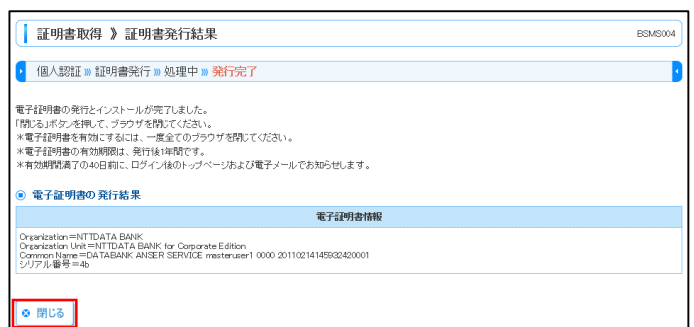 証明書取得 》 証明書発行結果 BSMS004
個人認証 »» 証明書発行 »» 処理中 »» 発行完了
電子証明書の発行とインストールが完了しました。
「閉じる」ボタンを押して、ブラウザを閉じてください。
＊電子証明書を有効にするには、一度全てのブラウザを閉じてください。
＊電子証明書の有効期限は、発行後1年間です。
＊有効期間満了の40日前に、ログイン後のトップページおよび電子メールでお知らせします。
電子証明書の発行結果
電子証明書情報
Organization=NTTDATA BANK
Organization Unit=NTTDATA BANK for Corporate Edition
Common Name=DATABANK ANSER SERVICE masteruser1 0000 20110214145932420001
シリアル番号=4b
閉じる